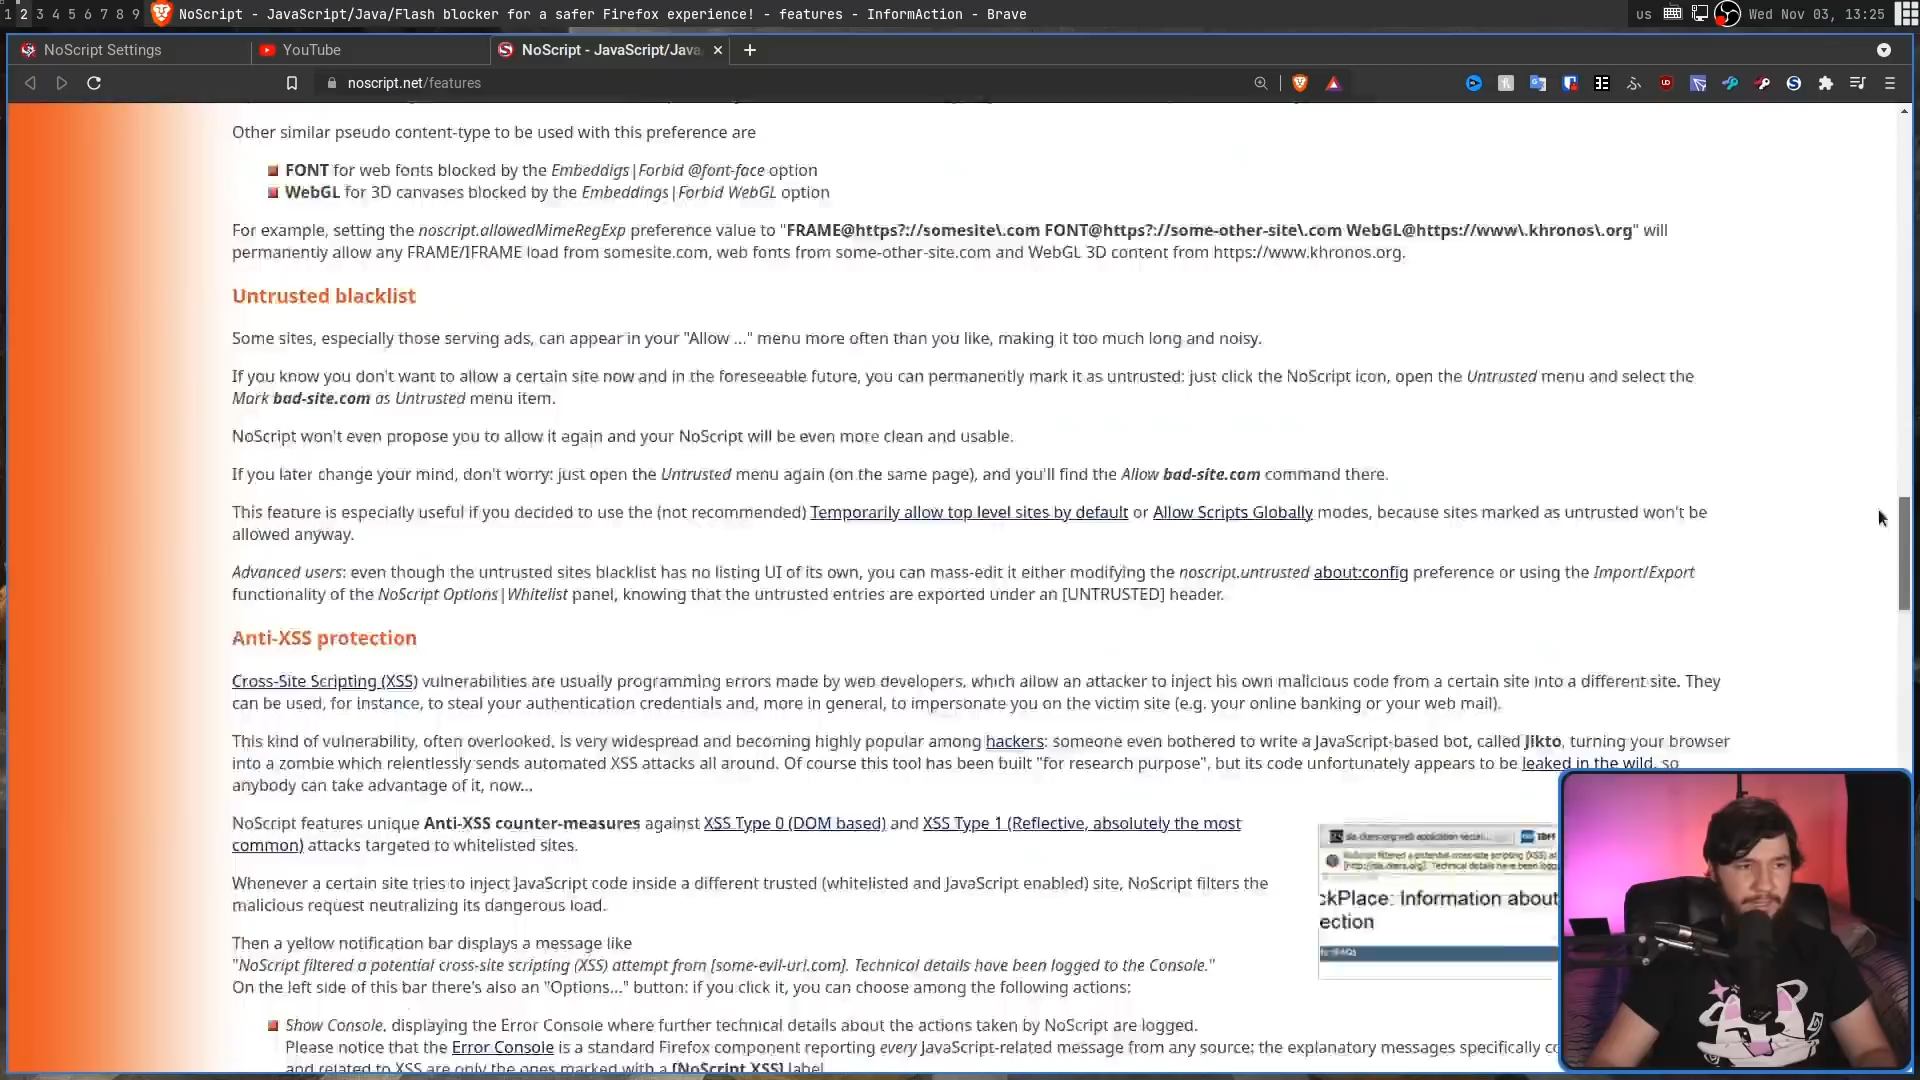 1 2 3 4 5 6 7 8 9 NoScript - JavaScript/Java/Flash blocker for a safer Firefox experience! - features - InformAction - Brave us Wed Nov 03, 13:25
NoScript Settings YouTube NoScript - JavaScript/Java
noscript.net/features
Other similar pseudo content-type to be used with this preference are
FONT for web fonts blocked by the Embeddigs|Forbid @font-face option
WebGL for 3D canvases blocked by the Embeddings|Forbid WebGL option
For example, setting the noscript.allowedMimeRegExp preference value to "FRAME@https?://somesite\.com FONT@https?://some-other-site\.com WebGL@https://www\.khronos\.org" will
permanently allow any FRAME/IFRAME load from somesite.com, web fonts from some-other-site.com and WebGL 3D content from https://www.khronos.org.
Untrusted blacklist
Some sites, especially those serving ads, can appear in your "Allow ..." menu more often than you like, making it too much long and noisy.
If you know you don't want to allow a certain site now and in the foreseeable future, you can permanently mark it as untrusted: just click the NoScript icon, open the Untrusted menu and select the
Mark bad-site.com as Untrusted menu item.
NoScript won't even propose you to allow it again and your NoScript will be even more clean and usable.
If you later change your mind, don't worry: just open the Untrusted menu again (on the same page), and you'll find the Allow bad-site.com command there.
This feature is especially useful if you decided to use the (not recommended) Temporarily allow top level sites by default or Allow Scripts Globally modes, because sites marked as untrusted won't be
allowed anyway.
Advanced users: even though the untrusted sites blacklist has no listing UI of its own, you can mass-edit it either modifying the noscript.untrusted about:config preference or using the Import/Export
functionality of the NoScript Options|Whitelist panel, knowing that the untrusted entries are exported under an [UNTRUSTED] header.
Anti-XSS protection
Cross-Site Scripting (XSS) vulnerabilities are usually programming errors made by web developers, which allow an attacker to inject his own malicious code from a certain site into a different site. They
can be used, for instance, to steal your authentication credentials and, more in general, to impersonate you on the victim site (e.g. your online banking or your web mail).
This kind of vulnerability, often overlooked, is very widespread and becoming highly popular among hackers: someone even bothered to write a JavaScript-based bot, called Jikto, turning your browser
into a zombie which relentlessly sends automated XSS attacks all around. Of course this tool has been built "for research purpose", but its code unfortunately appears to be leaked in the wild, so
anybody can take advantage of it, now...
NoScript features unique Anti-XSS counter-measures against XSS Type 0 (DOM based) and XSS Type 1 (Reflective, absolutely the most
common) attacks targeted to whitelisted sites.
Whenever a certain site tries to inject JavaScript code inside a different trusted (whitelisted and JavaScript enabled) site, NoScript filters the
malicious request neutralizing its dangerous load.
Then a yellow notification bar displays a message like
"NoScript filtered a potential cross-site scripting (XSS) attempt from [some-evil-url.com]. Technical details have been logged to the Console."
On the left side of this bar there's also an "Options..." button: if you click it, you can choose among the following actions:
Show Console, displaying the Error Console where further technical details about the actions taken by NoScript are logged.
Please notice that the Error Console is a standard Firefox component reporting every JavaScript-related message from any source: the explanatory messages specifically
and related to XSS are only the ones marked with a [NoScript XSS] label
ckPlace: Information about
ection